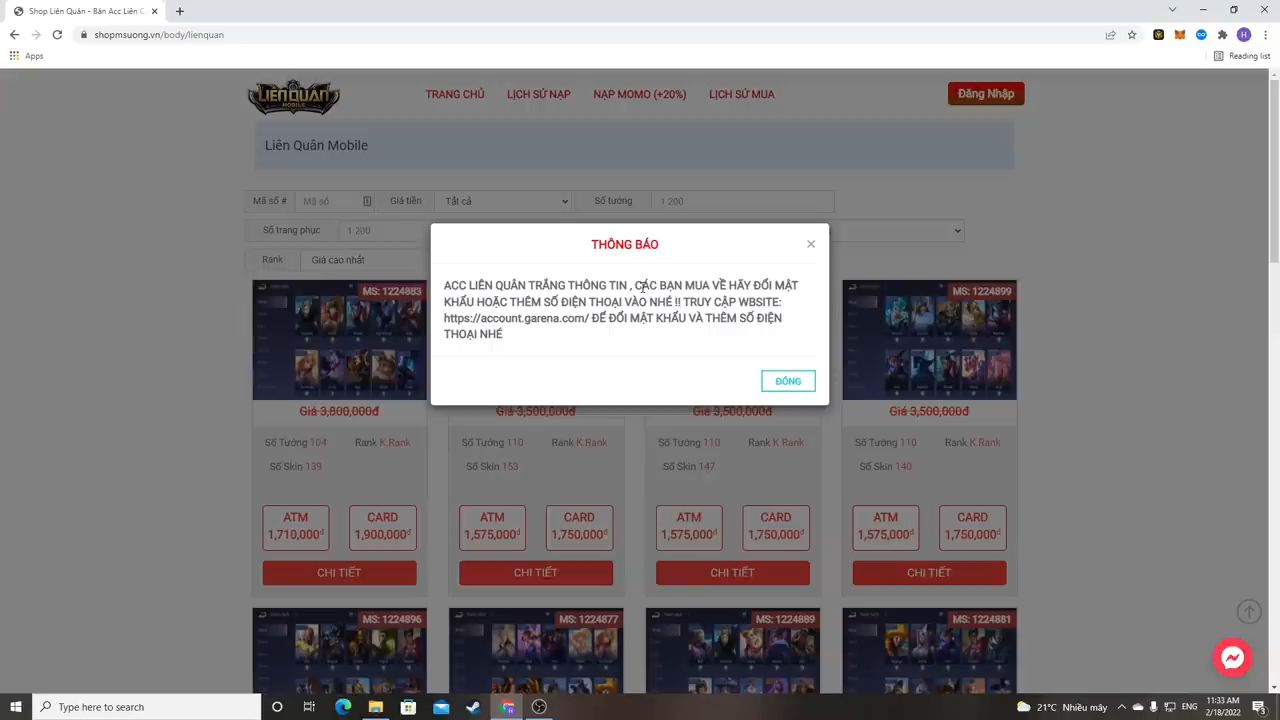 Shop Liên Quân - Bán Acc Liên C
shopmsuong.vn/body/lienquan
H
Apps
Reading list
LIÊN QUÂN
MOBILE
TRANG CHỦ
LỊCH SỬ NẠP
NẠP MOMO (+20%)
LỊCH SỬ MUA
Đăng Nhập
Liên Quân Mobile
Mã số # Mã số Giá tiền Tất cả Số tướng 1 200
Số trang phục 1 200
Rank Giá cao nhất
THÔNG BÁO
ACC LIÊN QUÂN TRẮNG THÔNG TIN , CÁC BẠN MUA VỀ HÃY ĐỔI MẬT
KHẨU HOẶC THÊM SỐ ĐIỆN THOẠI VÀO NHÉ !! TRUY CẬP WBSITE:
https://account.garena.com/ ĐỂ ĐỔI MẬT KHẨU VÀ THÊM SỐ ĐIỆN
THOẠI NHÉ
ĐÓNG
MS: 1224883
MS: 1224899
Giá 3,800,000đ
Giá 3,500,000đ
Giá 3,500,000đ
Giá 3,500,000đ
Số Tướng 104 Rank K.Rank
Số Tướng 110 Rank K.Rank
Số Tướng 110 Rank K.Rank
Số Tướng 110 Rank K.Rank
Số Skin 139
Số Skin 153
Số Skin 147
Số Skin 140
ATM CARD
1,710,000đ 1,900,000đ
ATM CARD
1,575,000đ 1,750,000đ
ATM CARD
1,575,000đ 1,750,000đ
ATM CARD
1,575,000đ 1,750,000đ
CHI TIẾT
CHI TIẾT
CHI TIẾT
CHI TIẾT
MS: 1224896
MS: 1224877
MS: 1224889
MS: 1224881
Type here to search
21°C Nhiều mây
ENG
11:33 AM
2/18/2022
3